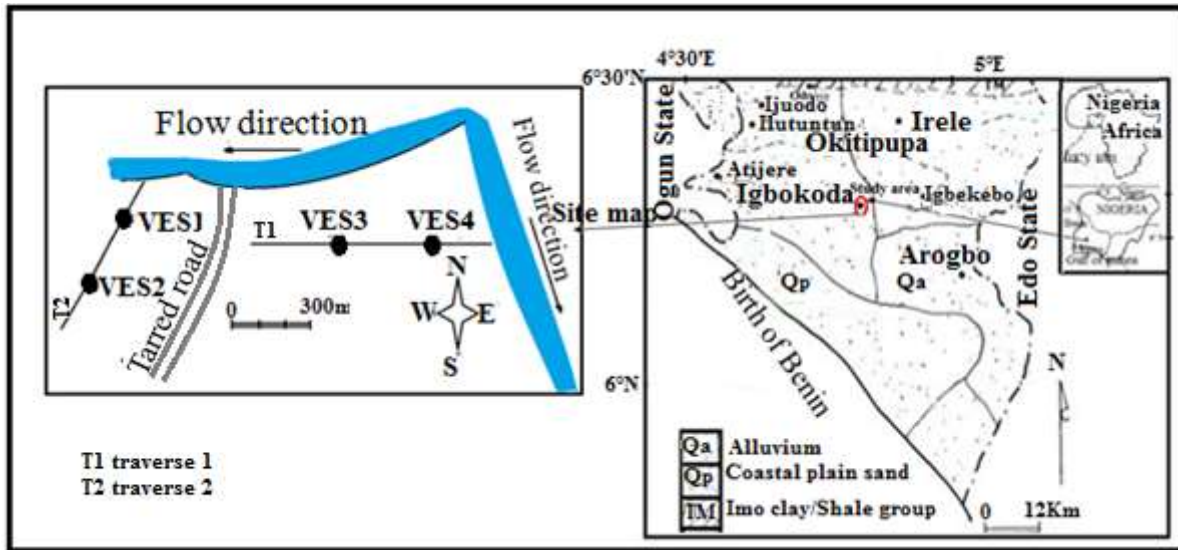 Flow direction
Flow direction
VES1
VES2
VES3
VES4
T1
T2
Tarred road
0 300m
N
W E
S
Site map
T1 traverse 1
T2 traverse 2
4°30'E
5°E
6°30'N
6°N
Ogun State
Ijuodo
Ilutuntun
Irele
Okitipupa
Atijere
Igbokoda
Study area
Igbekebo
Arogbo
Edo State
Qp
Qa
Birth of Benin
N
Qa Alluvium
Qp Coastal plain sand
IM Imo clay/Shale group
0 12Km
Nigeria
Africa
NIGERIA